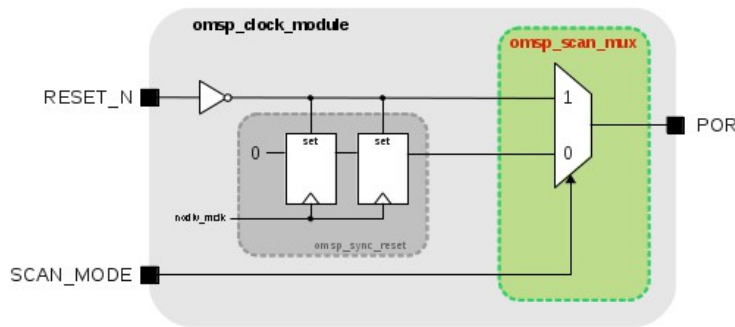 omsp_clock_module
omsp_scan_mux
RESET_N
1
POR
set
set
0
0
nodiv_mclk
omsp_sync_reset
SCAN_MODE